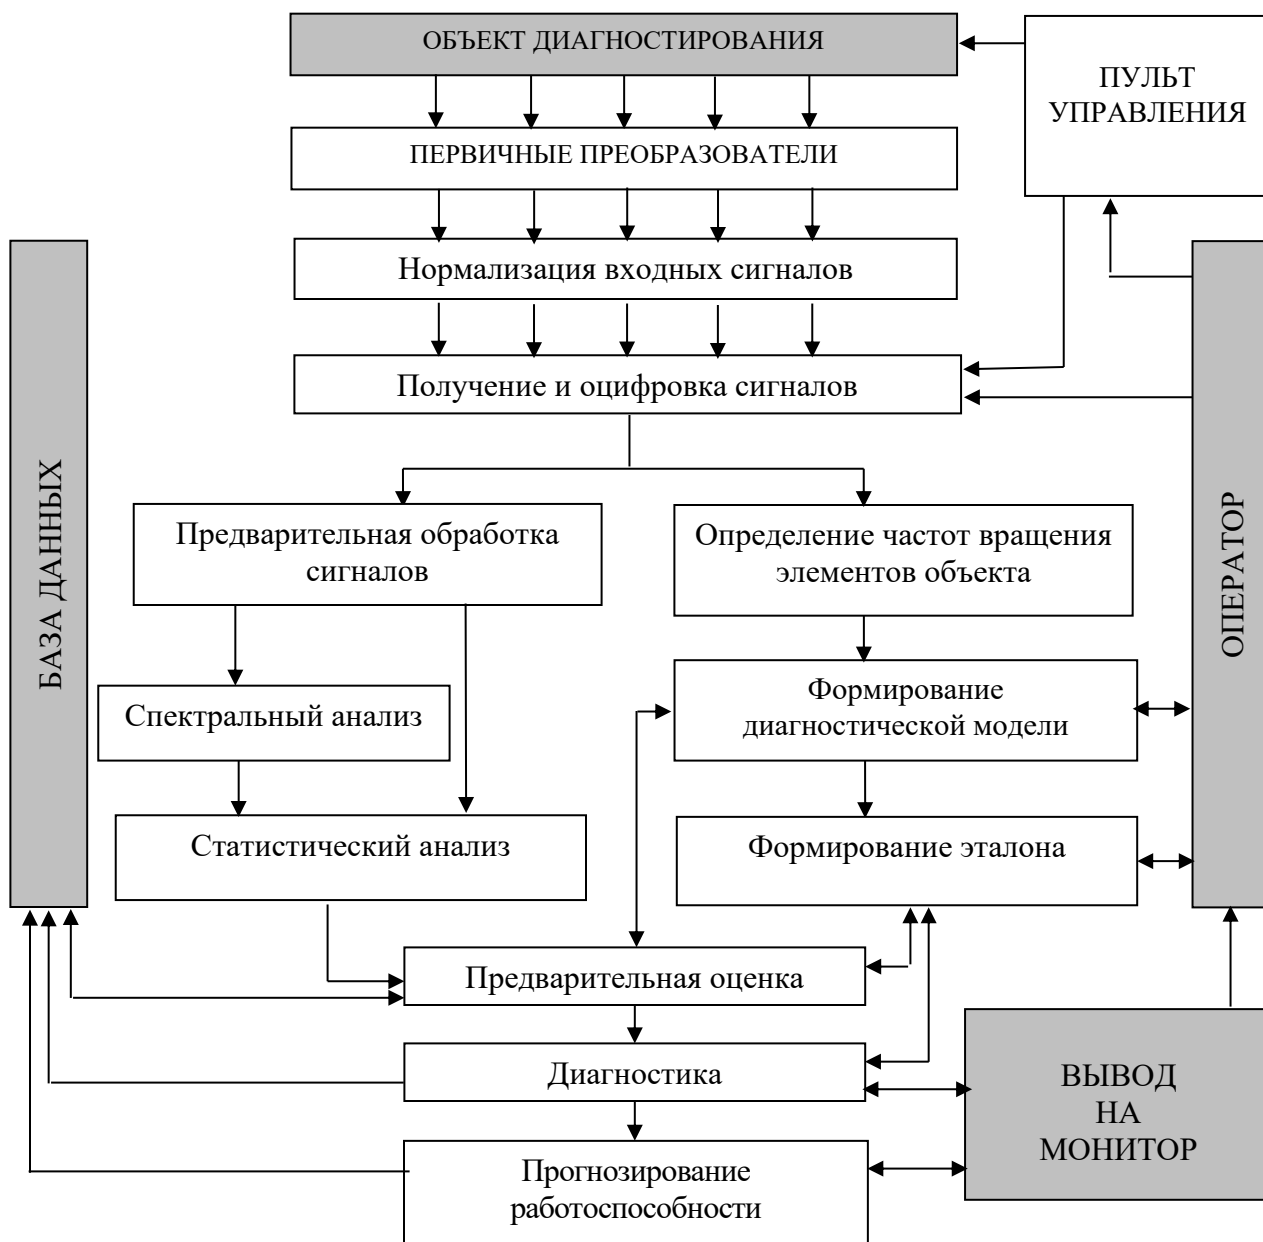 ОБЪЕКТ ДИАГНОСТИРОВАНИЯ
ПУЛЬТ
УПРАВЛЕНИЯ
ПЕРВИЧНЫЕ ПРЕОБРАЗОВАТЕЛИ
Нормализация входных сигналов
Получение и оцифровка сигналов
БАЗА ДАННЫХ
ОПЕРАТОР
Предварительная обработка
сигналов
Определение частот вращения
элементов объекта
Спектральный анализ
Формирование
диагностической модели
Статистический анализ
Формирование эталона
Предварительная оценка
Диагностика
ВЫВОД
НА
МОНИТОР
Прогнозирование
работоспособности